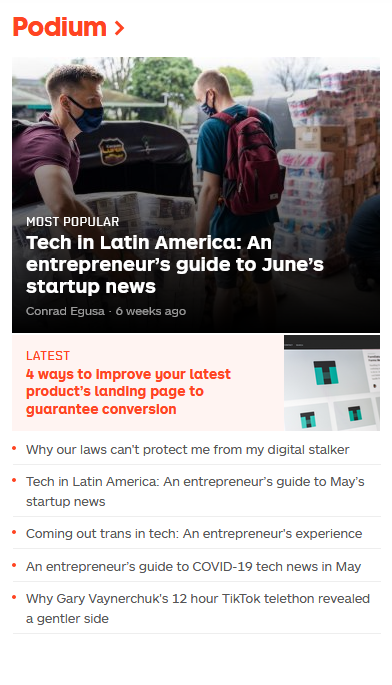 Podium >
MOST POPULAR
Tech in Latin America: An
entrepreneur’s guide to June’s
startup news
Conrad Egusa · 6 weeks ago
LATEST
4 ways to improve your latest
product’s landing page to
guarantee conversion
T
T
T
• Why our laws can't protect me from my digital stalker
• Tech in Latin America: An entrepreneur's guide to May's
startup news
• Coming out trans in tech: An entrepreneur's experience
• An entrepreneur's guide to COVID-19 tech news in May
• Why Gary Vaynerchuk's 12 hour TikTok telethon revealed
a gentler side